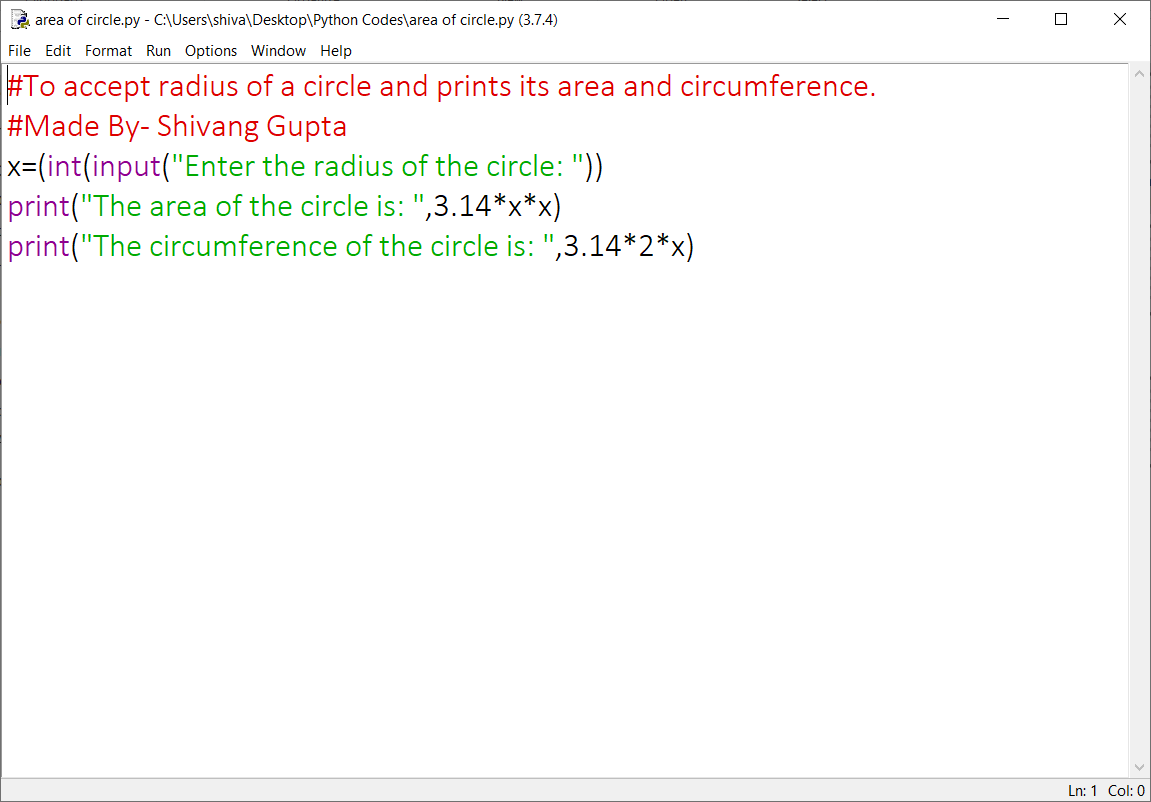 area of circle.py - C:\Users\shiva\Desktop\Python Codes\area of circle.py (3.7.4)
File Edit Format Run Options Window Help
#To accept radius of a circle and prints its area and circumference.
#Made By- Shivang Gupta
x=(int(input("Enter the radius of the circle: "))
print("The area of the circle is: ",3.14*x*x)
print("The circumference of the circle is: ",3.14*2*x)
Ln: 1 Col: 0